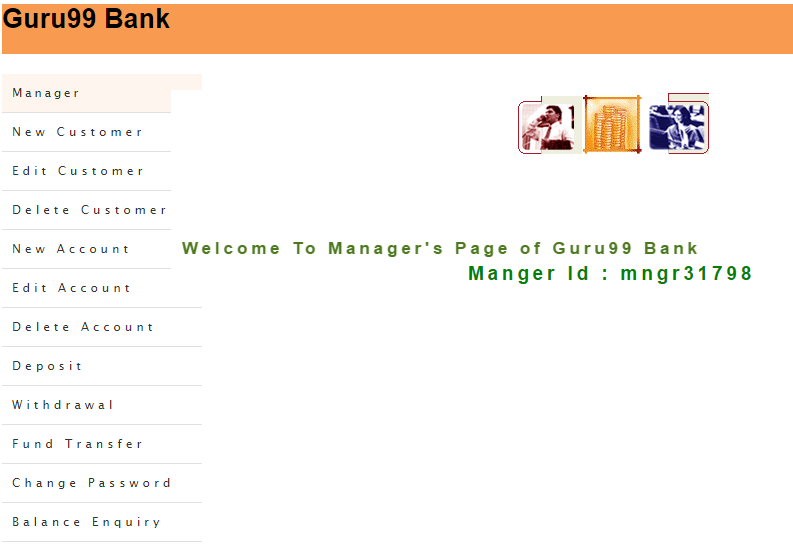 Guru99 Bank
Manager
New Customer
Edit Customer
Delete Customer
New Account
Edit Account
Delete Account
Deposit
Withdrawal
Fund Transfer
Change Password
Balance Enquiry
Welcome To Manager's Page of Guru99 Bank
Manger Id : mngr31798